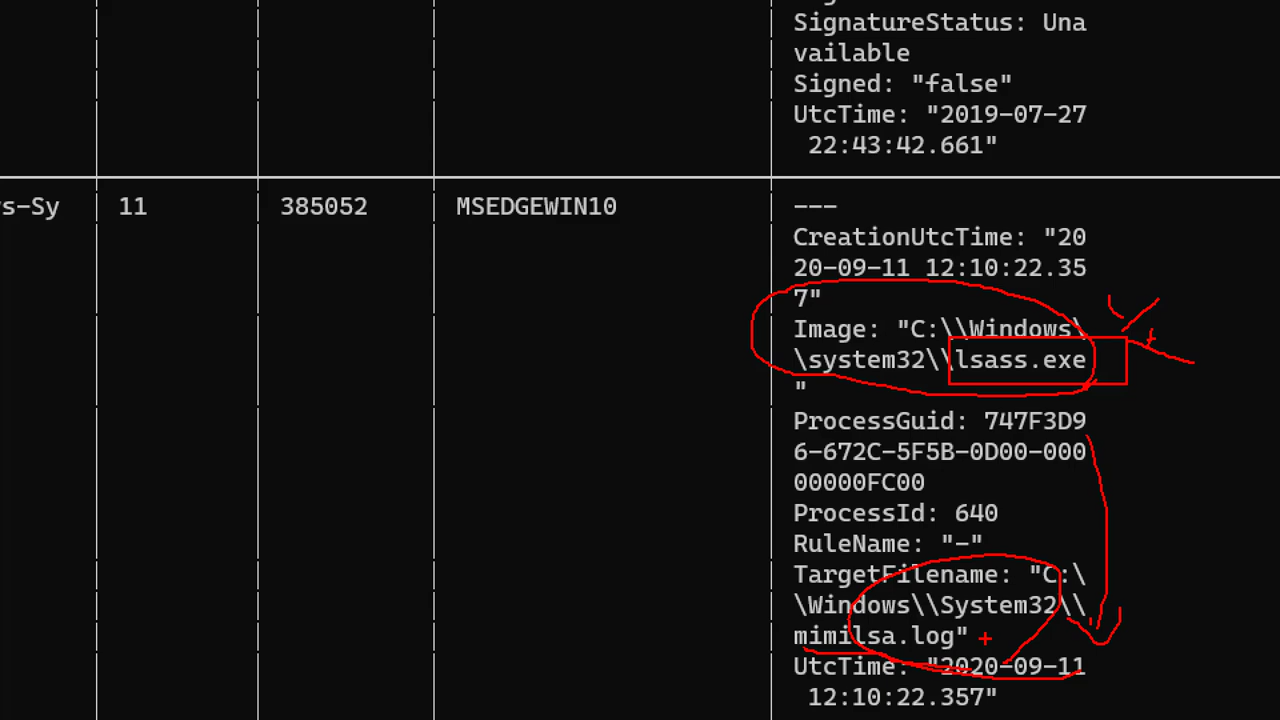 SignatureStatus: Una
vailable
Signed: "false"
UtcTime: "2019-07-27
22:43:42.661"
s-Sy 11 385052 MSEDGEWIN10 ---
CreationUtcTime: "20
20-09-11 12:10:22.35
7"
Image: "C:\\Windows\
\system32\\lsass.exe
"
ProcessGuid: 747F3D9
6-672C-5F5B-0D00-000
00000FC00
ProcessId: 640
RuleName: "-"
TargetFilename: "C:\
\Windows\\System32\\
mimilsa.log"
UtcTime: "2020-09-11
12:10:22.357"